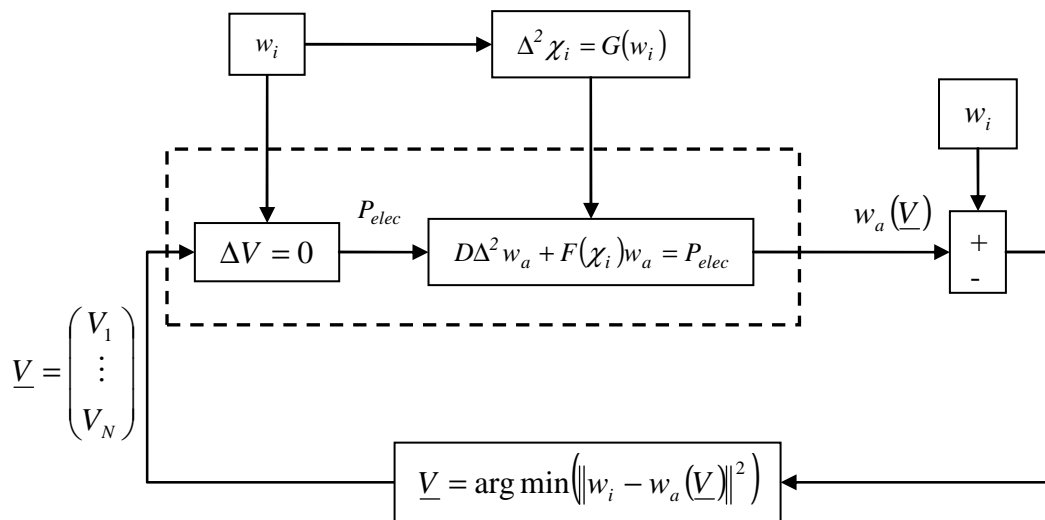 w_i
Δ²χ_i = G(w_i)
w_i
P_elec
w_a(V̲)
ΔV = 0
DΔ²w_a + F(χ_i)w_a = P_elec
+
-
V̲ = (V_1 ⋮ V_N)
V̲ = arg min(‖w_i − w_a(V̲)‖²)